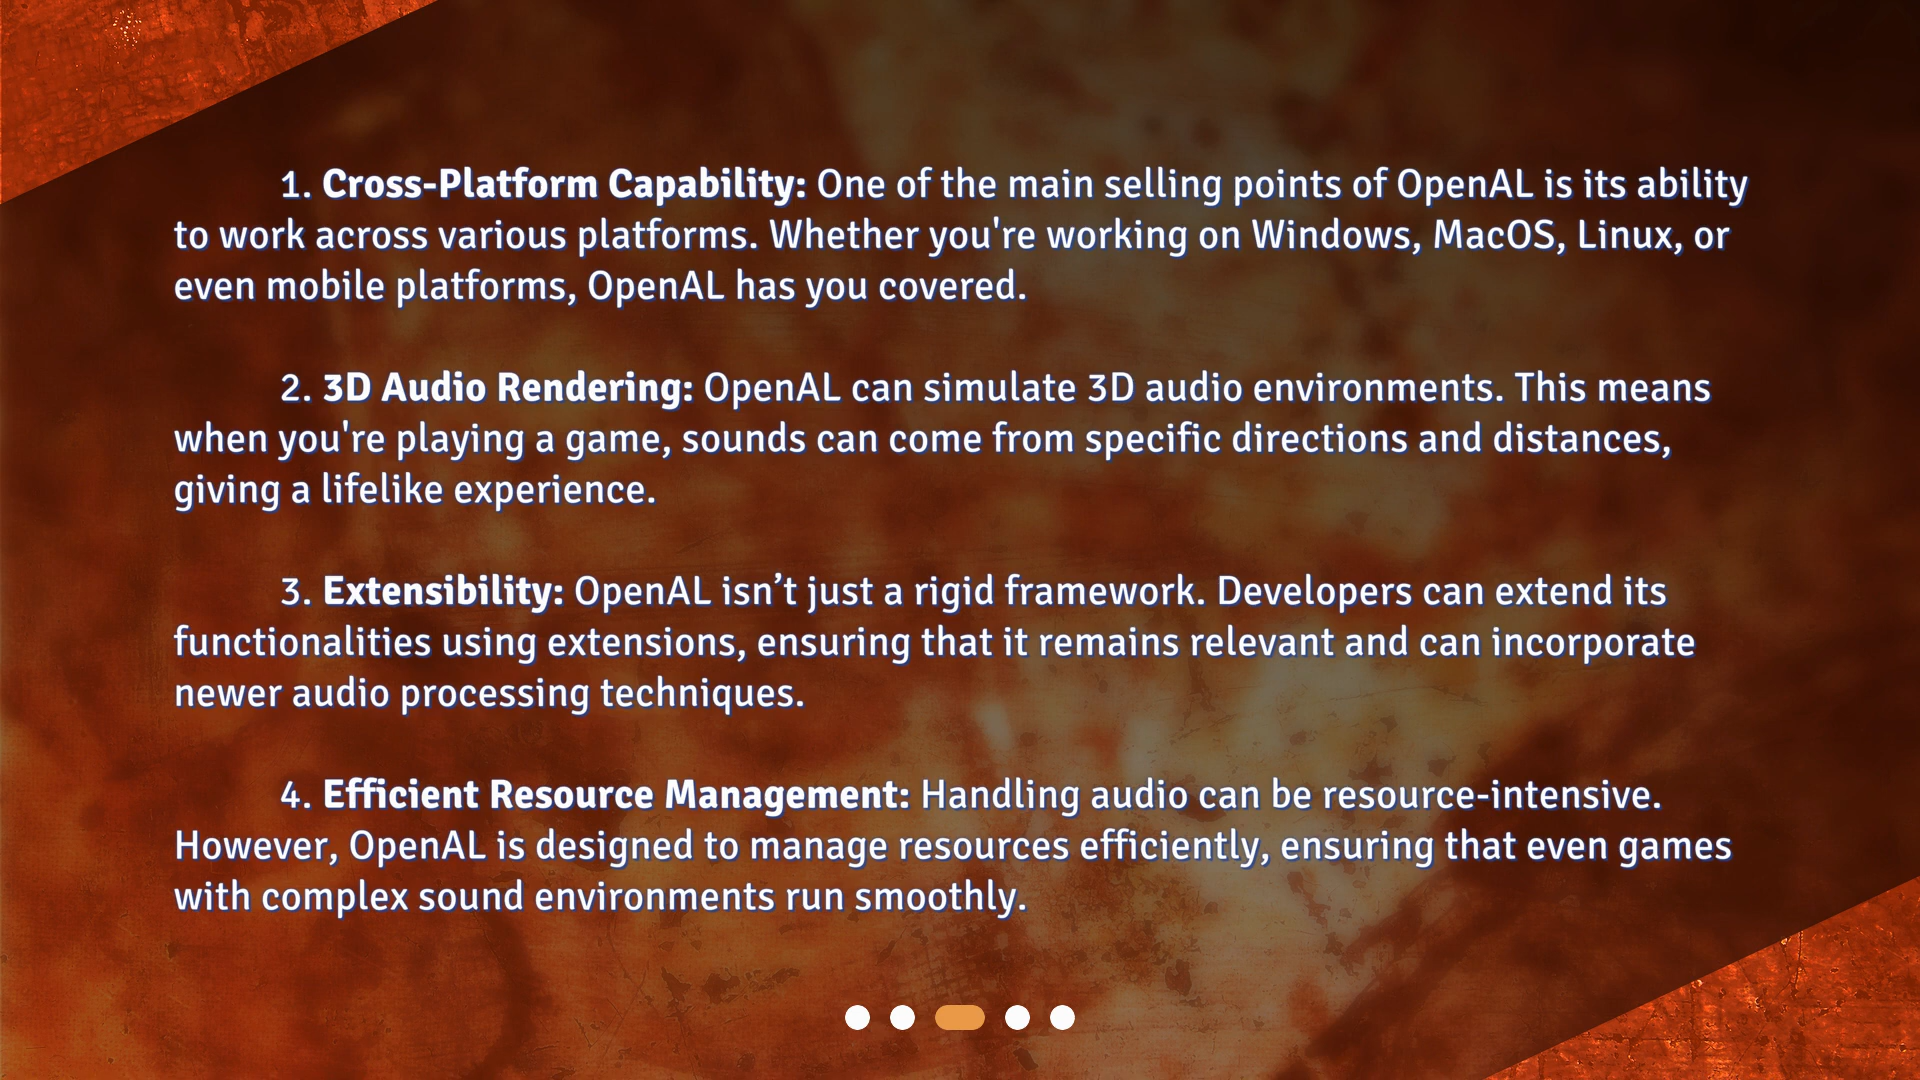 1. Cross-Platform Capability: One of the main selling points of OpenAL is its ability
to work across various platforms. Whether you're working on Windows, MacOS, Linux, or
even mobile platforms, OpenAL has you covered.
2. 3D Audio Rendering: OpenAL can simulate 3D audio environments. This means
when you're playing a game, sounds can come from specific directions and distances,
giving a lifelike experience.
3. Extensibility: OpenAL isn’t just a rigid framework. Developers can extend its
functionalities using extensions, ensuring that it remains relevant and can incorporate
newer audio processing techniques.
4. Efficient Resource Management: Handling audio can be resource-intensive.
However, OpenAL is designed to manage resources efficiently, ensuring that even games
with complex sound environments run smoothly.